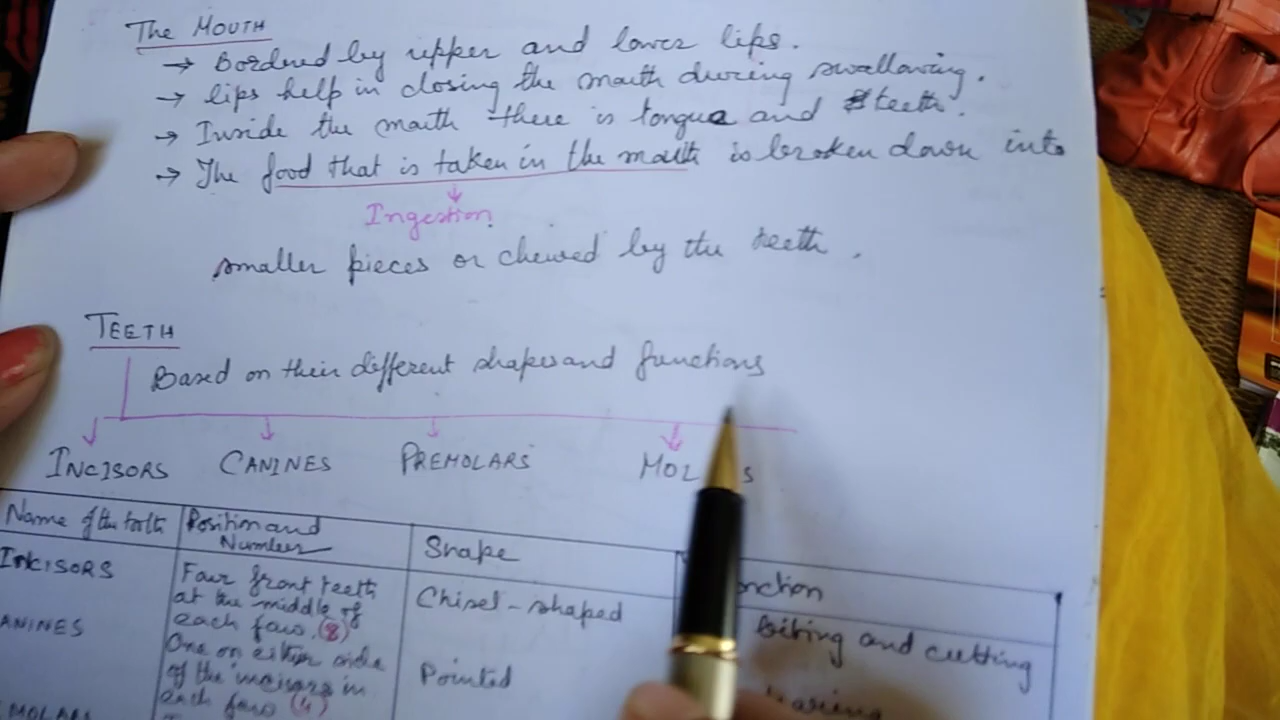 The MOUTH
→ Bordered by upper and lower lips.
→ lips help in closing the mouth during swallowing.
→ Inside the mouth there is tongue and teeth.
→ The food that is taken in the mouth is broken down into
Ingestion
smaller pieces or chewed by the teeth.
TEETH
Based on their different shapes and functions
INCISORS CANINES PREMOLARS
Name of the tooth Position and Number Shape
INCISORS Four front teeth at the middle of each jaw. (8) Chisel-shaped biting and cutting
One on either side of the incisors in each jaw (4) Pointed